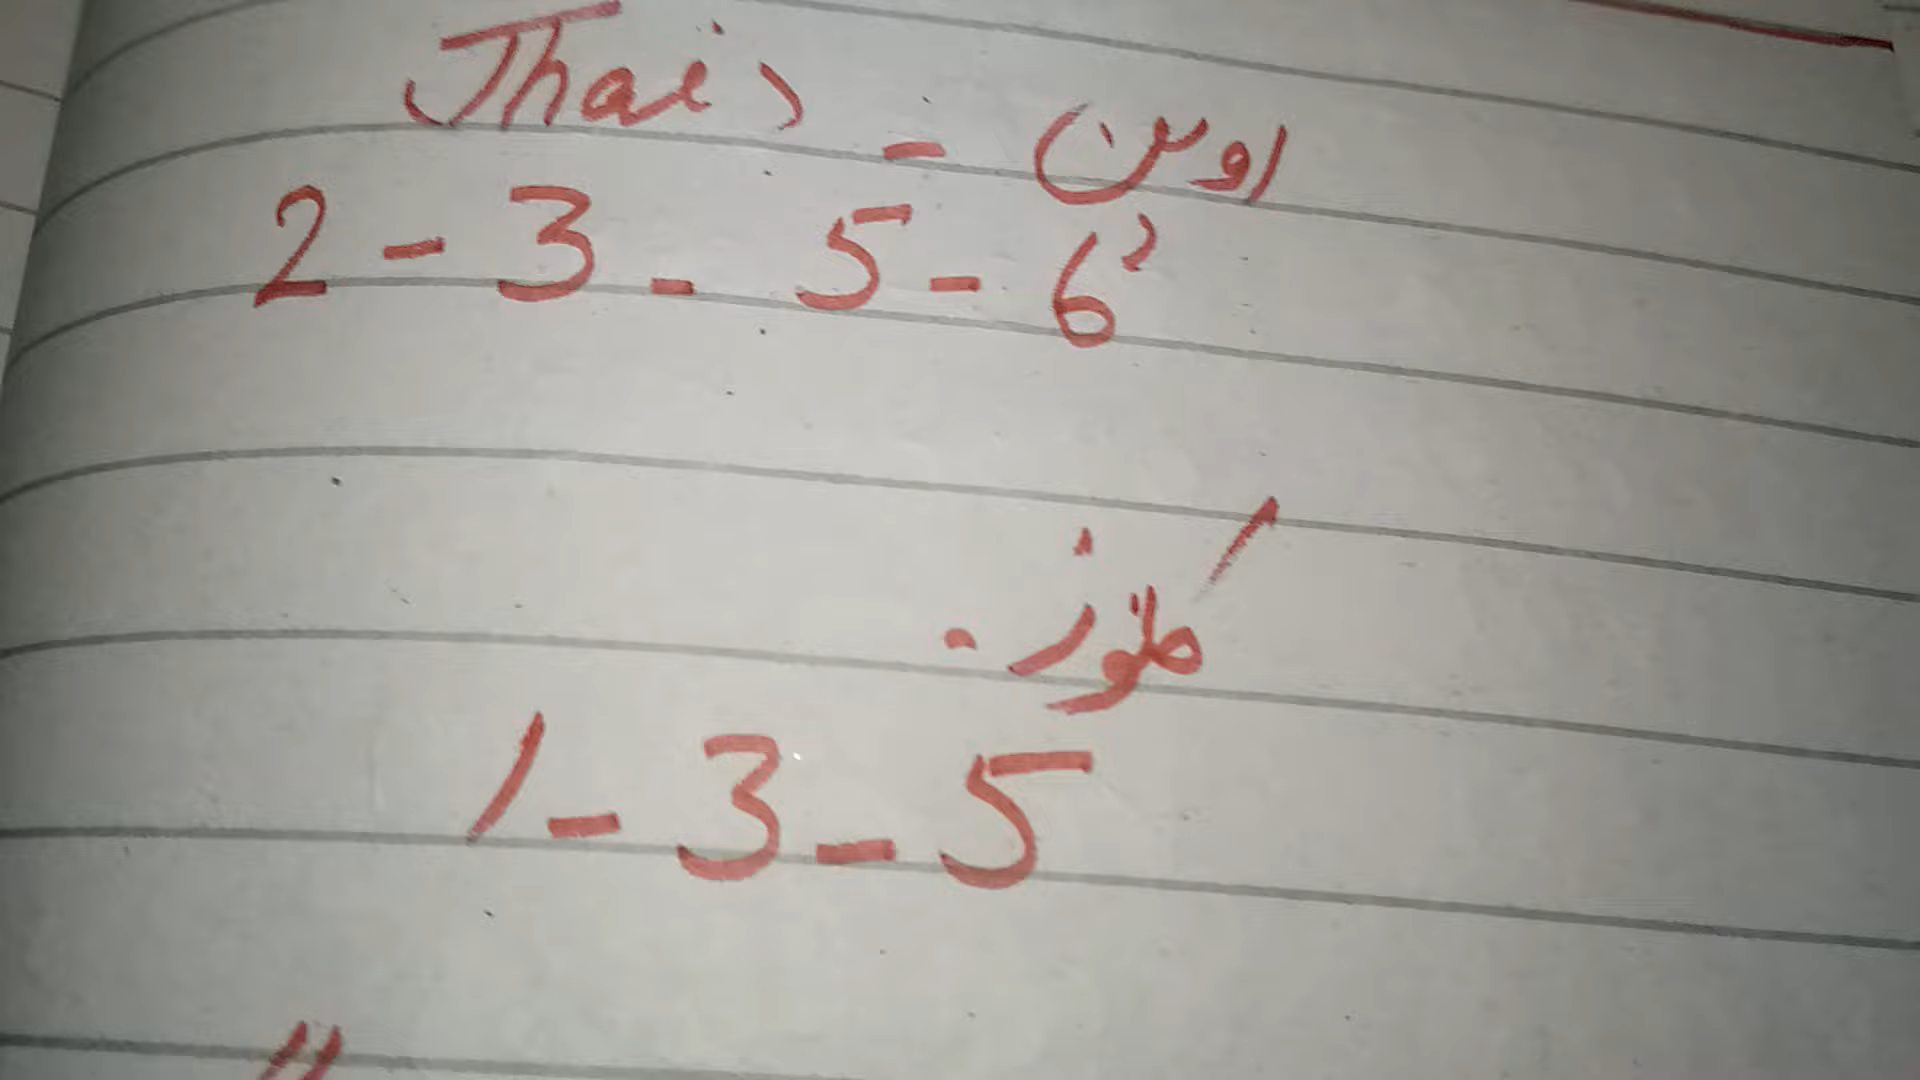 Thai, - اوپن
2 - 3 - 5 - 6,
کلوز -
1 - 3 - 5